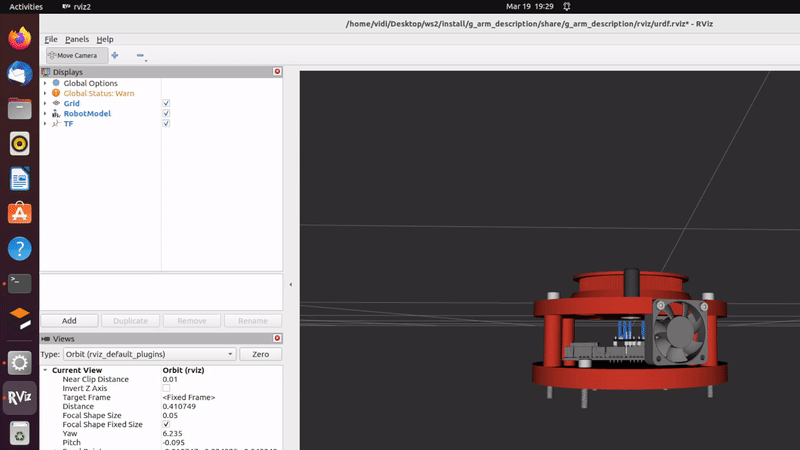 Activities rviz2 Mar 19 19:29
/home/vidi/Desktop/ws2/install/g_arm_description/share/g_arm_description/rviz/urdf.rviz* - RViz
File Panels Help
Move Camera
Displays
Global Options
Global Status: Warn
Grid
RobotModel
TF
Add Duplicate Remove Rename
Views
Type: Orbit (rviz_default_plugins) Zero
Current View Orbit (rviz)
Near Clip Distance 0.01
Invert Z Axis
Target Frame <Fixed Frame>
Distance 0.410749
Focal Shape Size 0.05
Focal Shape Fixed Size
Yaw 6.235
Pitch -0.095
RViz